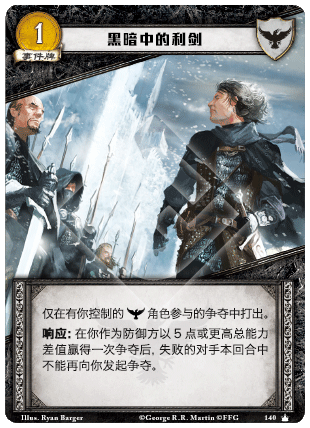 1
黑暗中的利剑
事件牌
仅在有你控制的 角色参与的争夺中打出。
响应: 在你作为防御方以 5 点或更高总能力
差值赢得一次争夺后, 失败的对手本回合中
不能再向你发起争夺。
Illus. Ryan Barger ©George R.R. Martin ©FFG 140